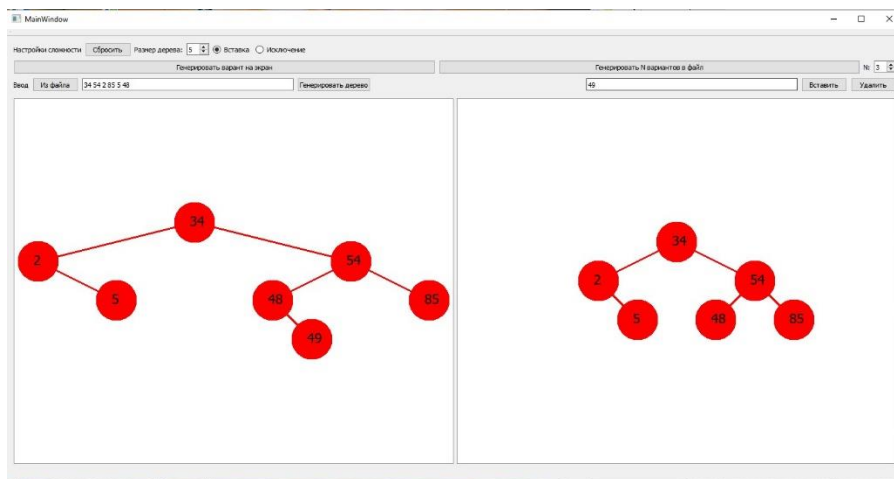 MainWindow
Настройки сложности Сбросить Размер дерева: 5 Вставка Исключение
Генерировать варант на экран Генерировать N вариантов в файл №: 3
Ввод Из файла 34 54 2 85 5 48 Генерировать дерево 49 Вставить Удалить
34
2 54
5 48 85
49
34
2 54
5 48 85